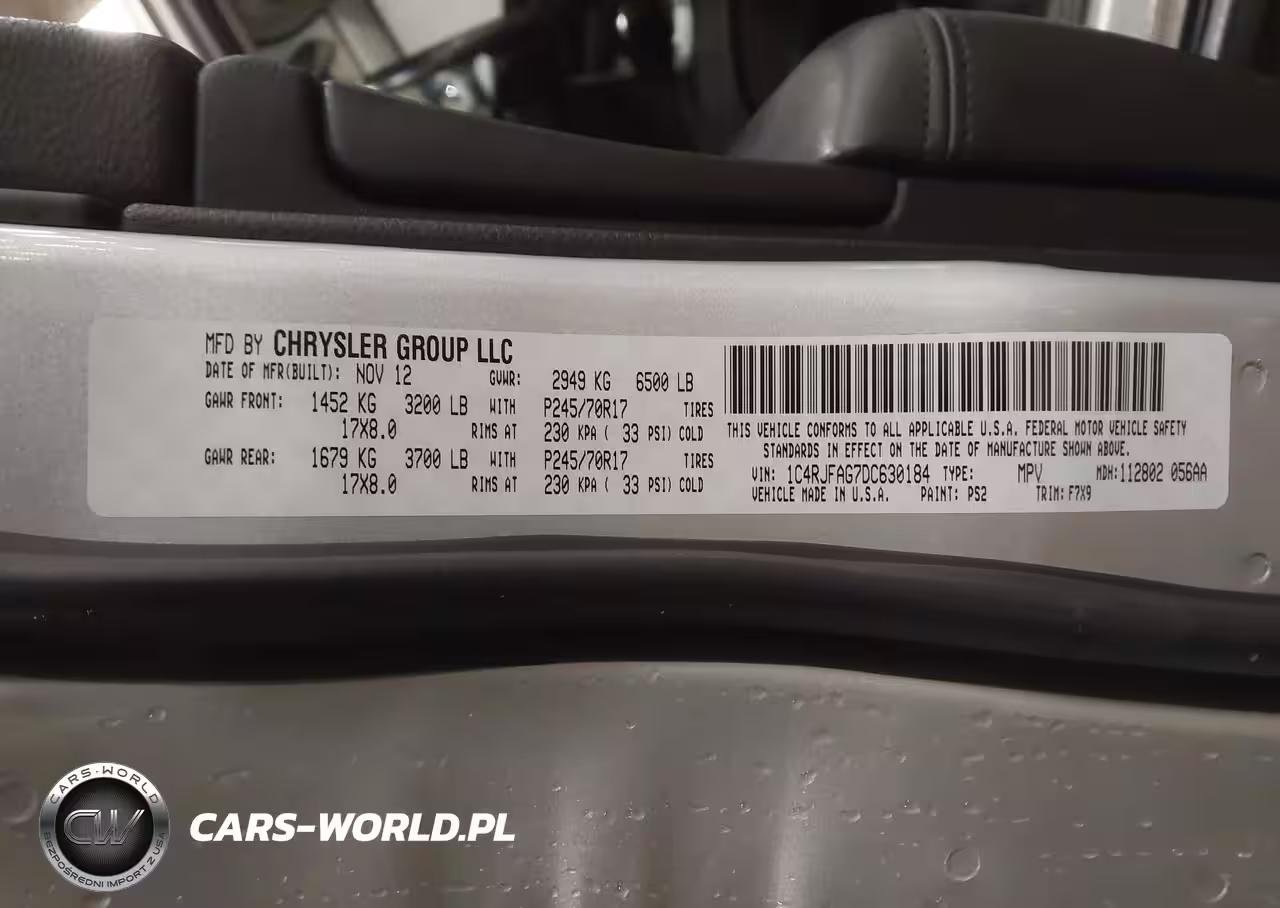 MFD BY CHRYSLER GROUP LLC
DATE OF MFR(BUILT): NOV 12 GVWR: 2949 KG 6500 LB
GAWR FRONT: 1452 KG 3200 LB WITH P245/70R17 TIRES
17X8.0 RIMS AT 230 KPA ( 33 PSI) COLD
GAWR REAR: 1679 KG 3700 LB WITH P245/70R17 TIRES
17X8.0 RIMS AT 230 KPA ( 33 PSI) COLD
THIS VEHICLE CONFORMS TO ALL APPLICABLE U.S.A. FEDERAL MOTOR VEHICLE SAFETY
STANDARDS IN EFFECT ON THE DATE OF MANUFACTURE SHOWN ABOVE.
VIN: 1C4RJFAG7DC630184 TYPE: MPV MDH:112802 056AA
VEHICLE MADE IN U.S.A. PAINT: PS2 TRIM: F7X9
CARS-WORLD
CW
BEZPOŚREDNI IMPORT Z USA
CARS-WORLD.PL